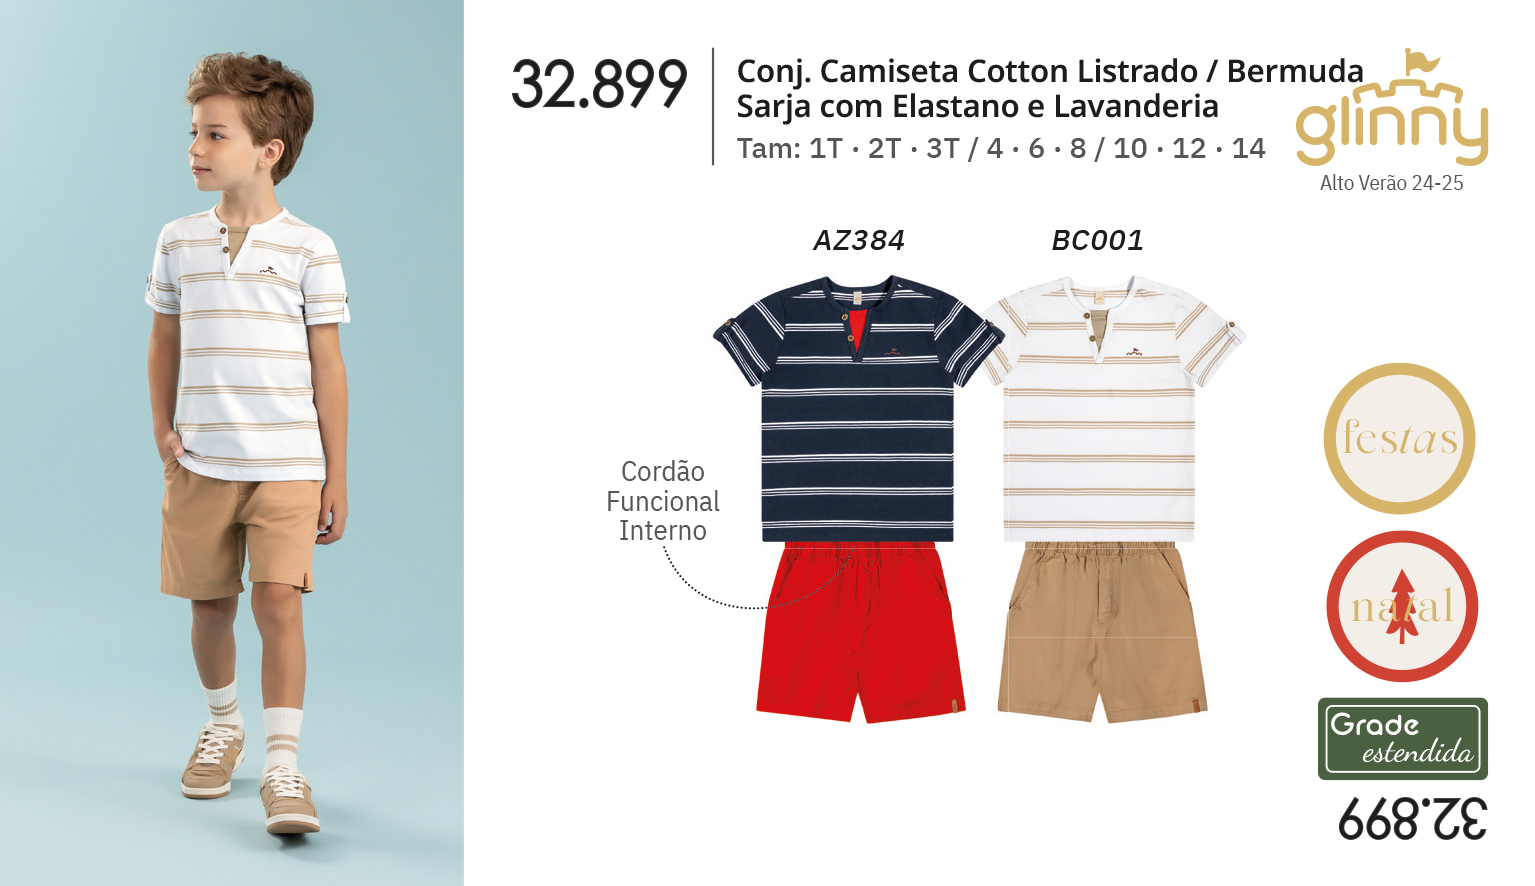 32.899
Conj. Camiseta Cotton Listrado / Bermuda
Sarja com Elastano e Lavanderia
Tam: 1T · 2T · 3T / 4 · 6 · 8 / 10 · 12 · 14
glinny
Alto Verão 24-25
AZ384
BC001
Cordão
Funcional
Interno
festas
natal
Grade
estendida
32.899